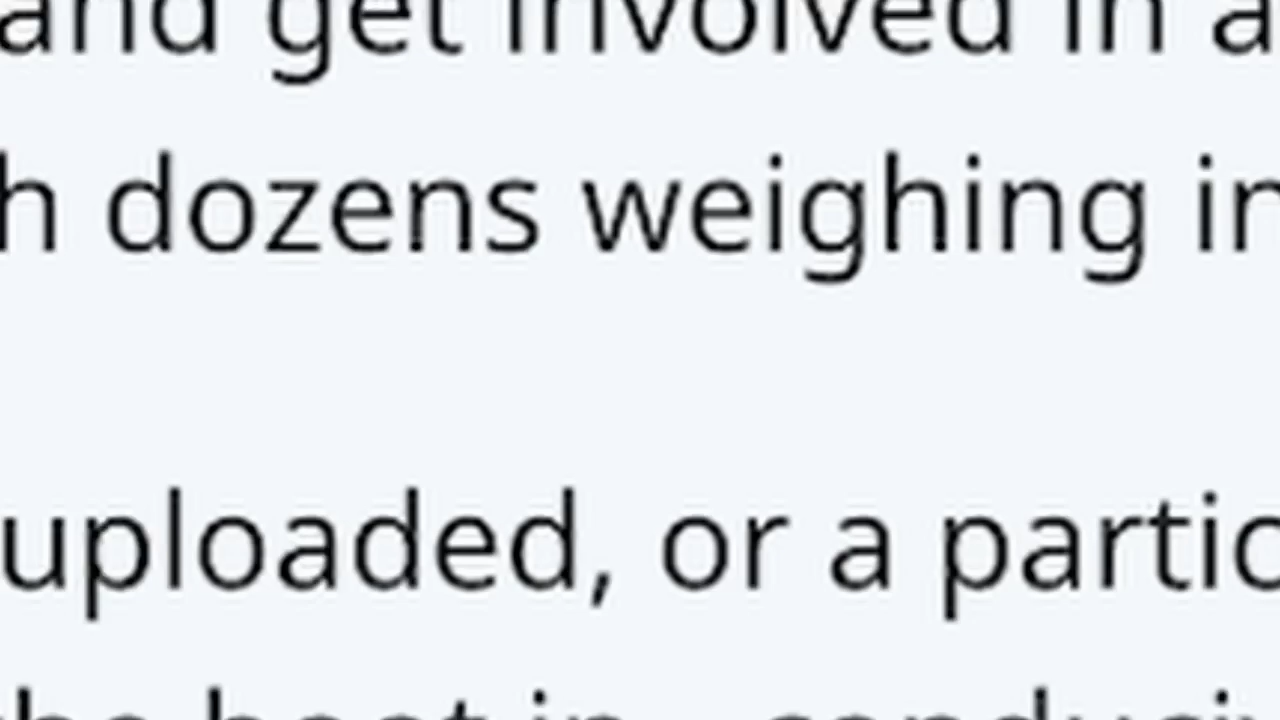 and get involved in a
h dozens weighing in
uploaded, or a partic